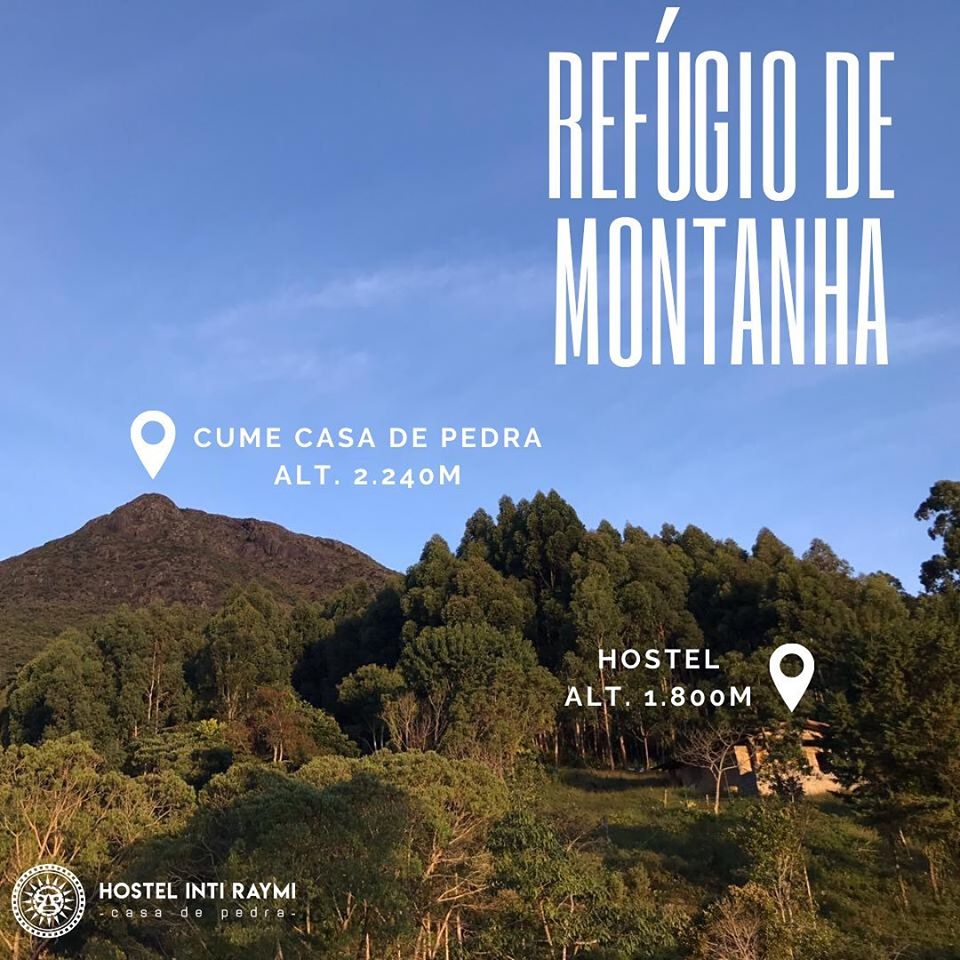 REFÚGIO DE
MONTANHA
CUME CASA DE PEDRA
ALT. 2.240M
HOSTEL
ALT. 1.800M
HOSTEL INTI RAYMI
-casa de pedra-